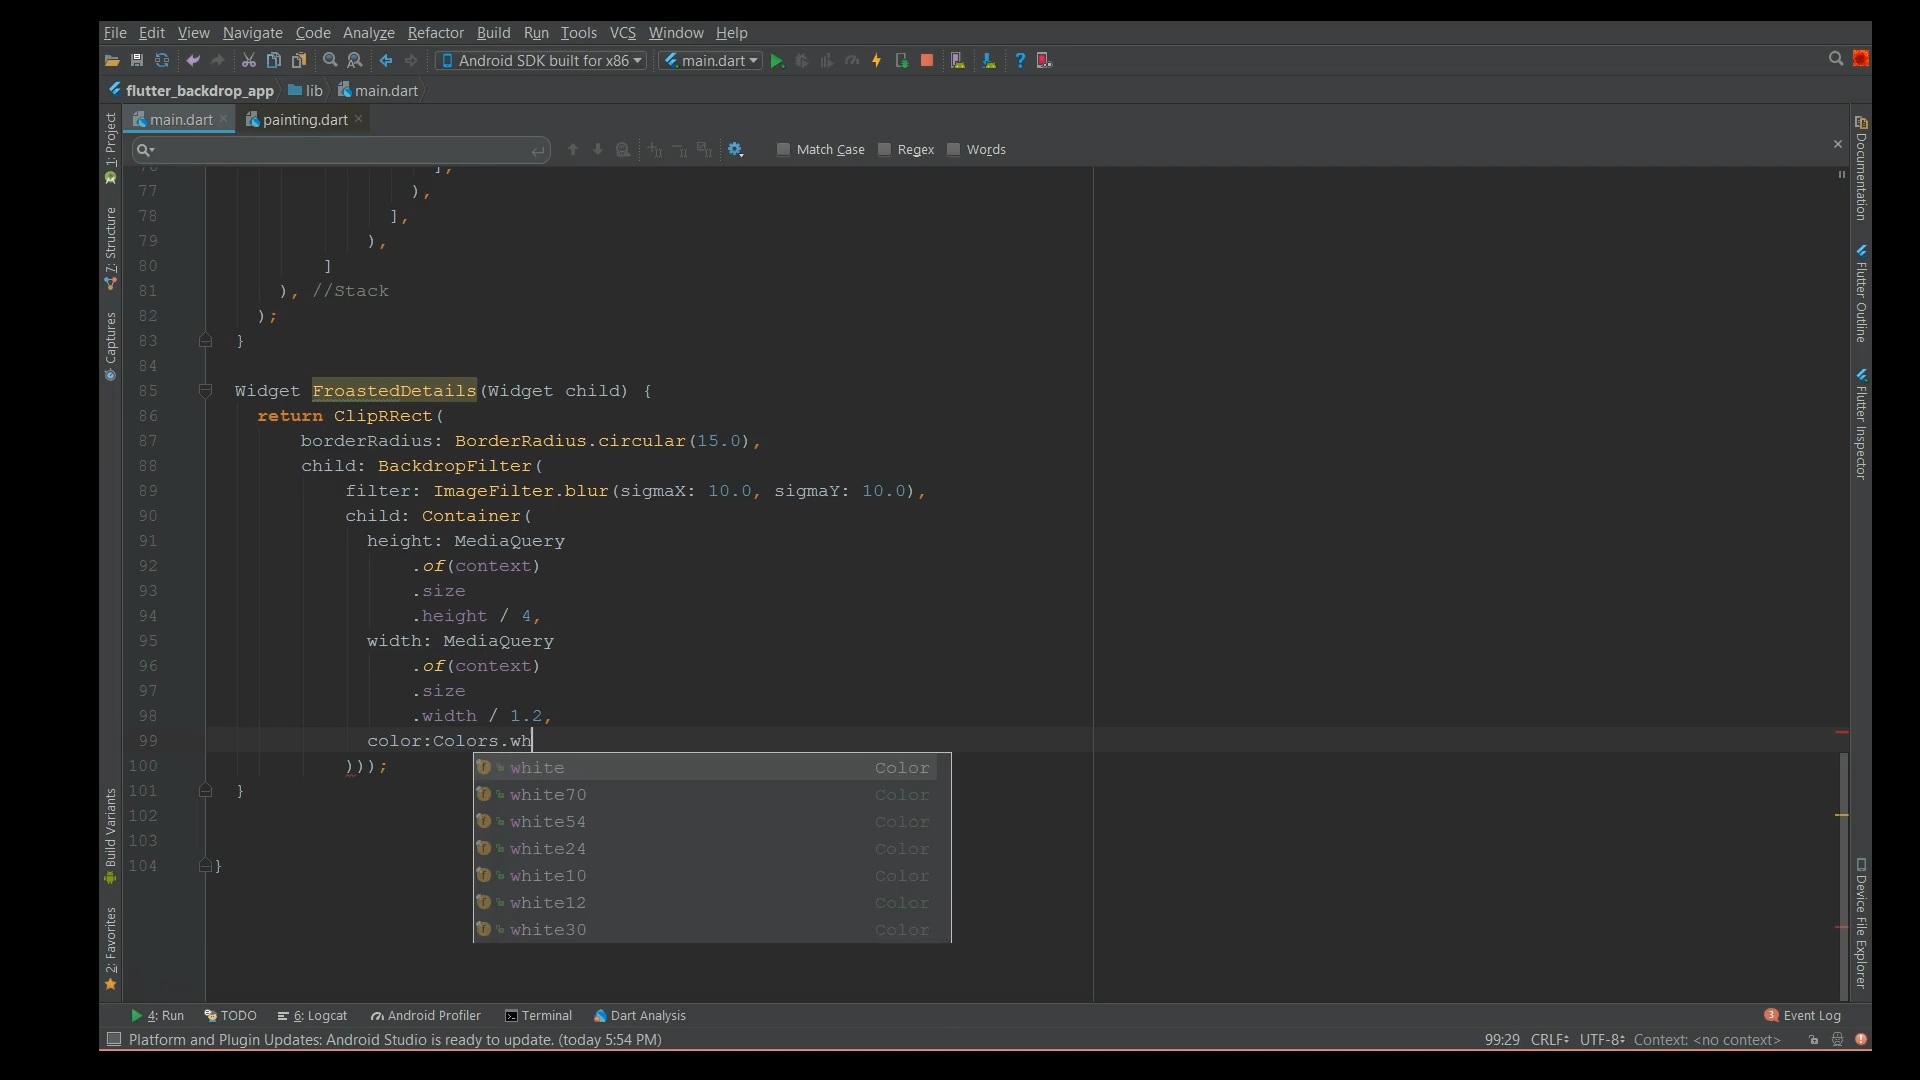 File Edit View Navigate Code Analyze Refactor Build Run Tools VCS Window Help
Android SDK built for x86 main.dart
flutter_backdrop_app lib main.dart
main.dart painting.dart
Match Case Regex Words
1: Project
7: Structure
Captures
Build Variants
2: Favorites
76 ],
77 ),
78 ],
79 ),
80 ]
81 ), //Stack
82 );
83 }
84
85 Widget FroastedDetails(Widget child) {
86 return ClipRRect(
87 borderRadius: BorderRadius.circular(15.0),
88 child: BackdropFilter(
89 filter: ImageFilter.blur(sigmaX: 10.0, sigmaY: 10.0),
90 child: Container(
91 height: MediaQuery
92 .of(context)
93 .size
94 .height / 4,
95 width: MediaQuery
96 .of(context)
97 .size
98 .width / 1.2,
99 color:Colors.wh
100 )));
101 }
102
103
104 }
white Color
white70 Color
white54 Color
white24 Color
white10 Color
white12 Color
white30 Color
Documentation
Flutter Outline
Flutter Inspector
Device File Explorer
4: Run TODO 6: Logcat Android Profiler Terminal Dart Analysis 3 Event Log
Platform and Plugin Updates: Android Studio is ready to update. (today 5:54 PM) 99:29 CRLF UTF-8 Context: <no context>